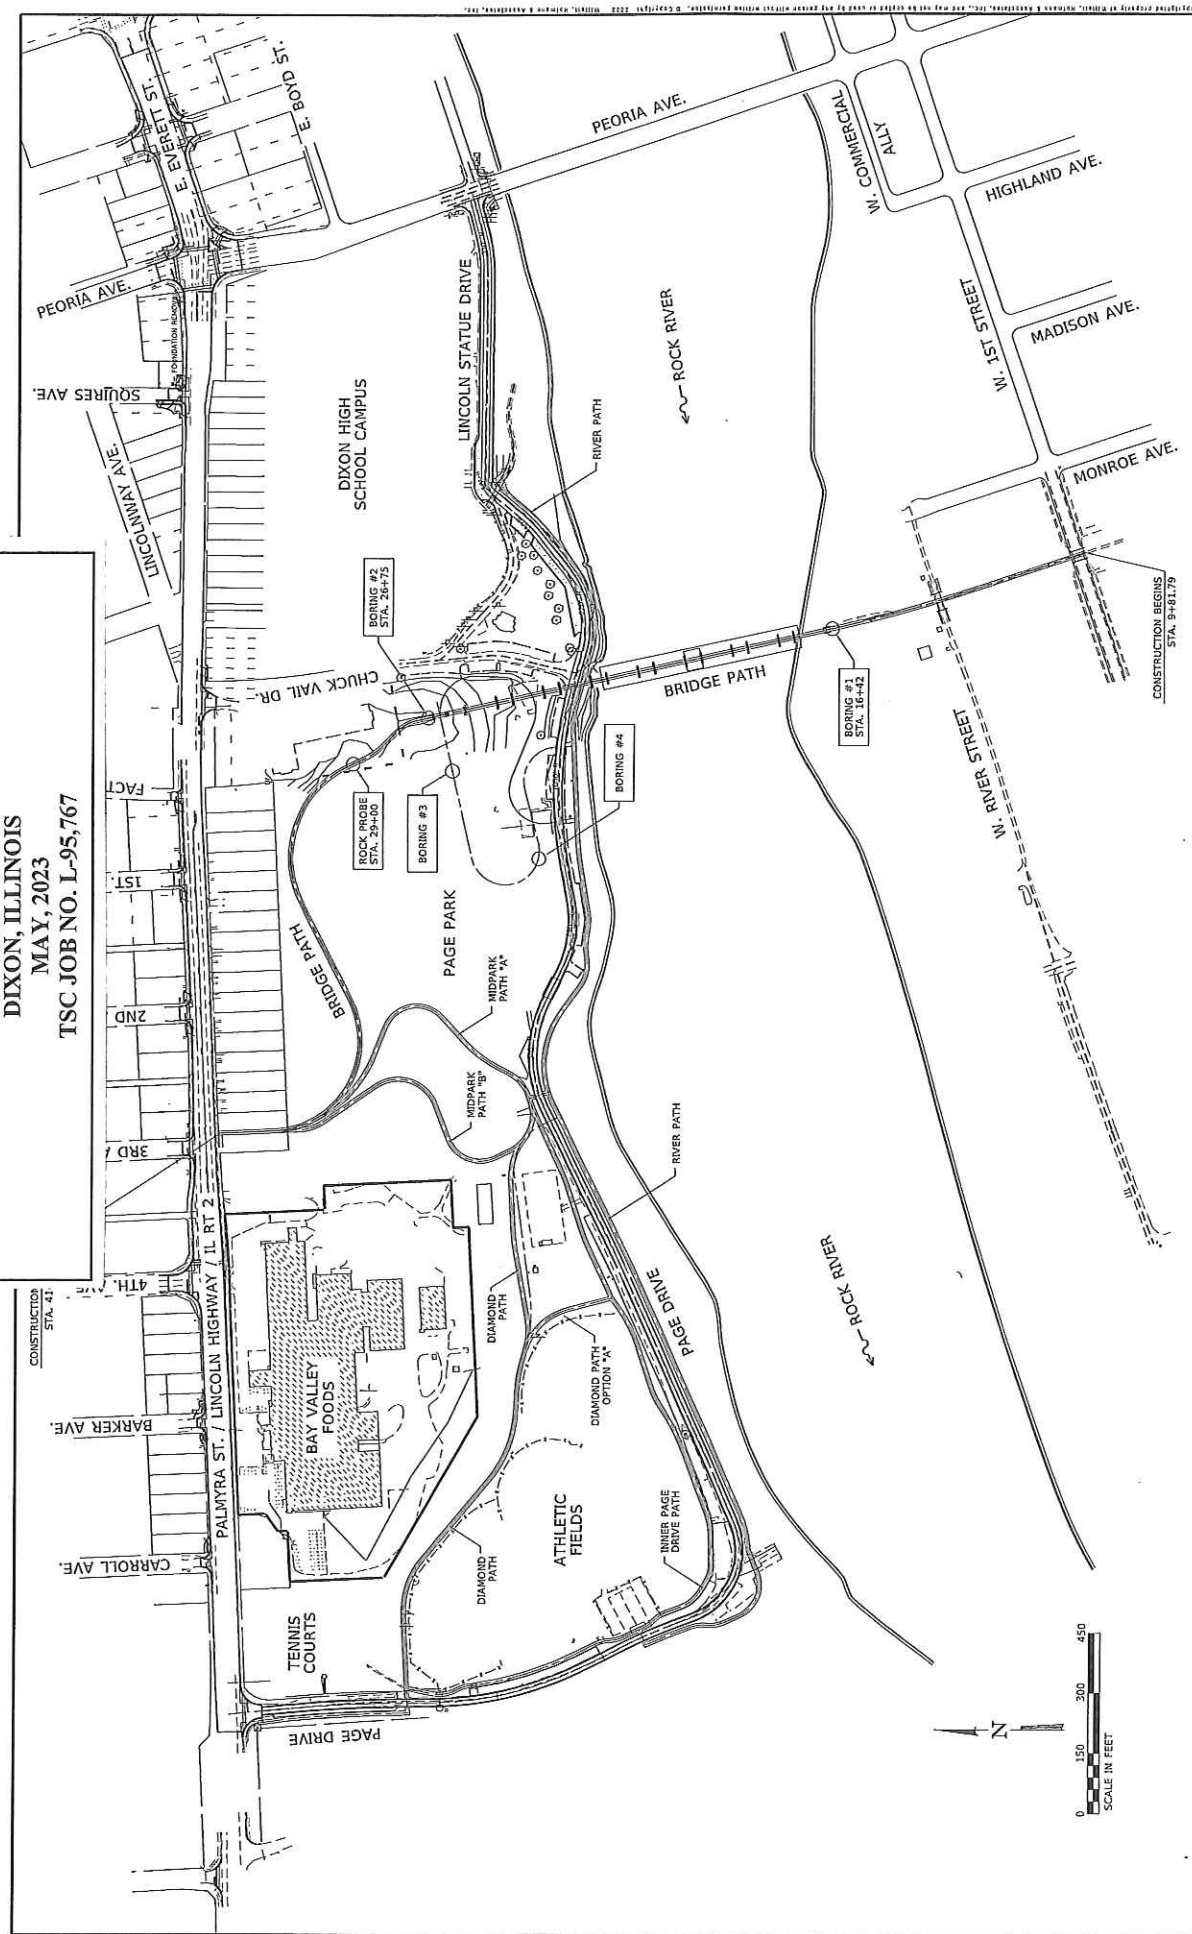 DIXON, ILLINOIS
MAY, 2023
TSC JOB NO. L-95,767
CONSTRUCTION
STA. 41
CARROLL AVE.
BARKER AVE.
4TH. AVE
3RD A
2ND
1ST.
FACT
LINCOLNWAY AVE.
SQUIRES AVE.
FOUNDATION REMOV
PEORIA AVE.
E. EVERETT ST.
E. BOYD ST.
PALMYRA ST. / LINCOLN HIGHWAY / IL RT 2
PAGE DRIVE
TENNIS
COURTS
BAY VALLEY
FOODS
BRIDGE PATH
CHUCK VAIL DR.
DIXON HIGH
SCHOOL CAMPUS
LINCOLN STATUE DRIVE
PEORIA AVE.
BORING #2
STA. 26+75
ROCK PROBE
STA. 29+00
BORING #3
BORING #4
PAGE PARK
MIDPARK
PATH "A"
MIDPARK
PATH "B"
DIAMOND
PATH
DIAMOND
PATH
DIAMOND PATH
OPTION "A"
ATHLETIC
FIELDS
INNER PAGE
DRIVE PATH
PAGE DRIVE
RIVER PATH
RIVER PATH
ROCK RIVER
ROCK RIVER
BRIDGE PATH
BORING #1
STA. 16+42
W. RIVER STREET
W. 1ST STREET
W. COMMERCIAL
ALLY
HIGHLAND AVE.
MADISON AVE.
MONROE AVE.
CONSTRUCTION BEGINS
STA. 9+81.79
N
0 150 300 450
SCALE IN FEET